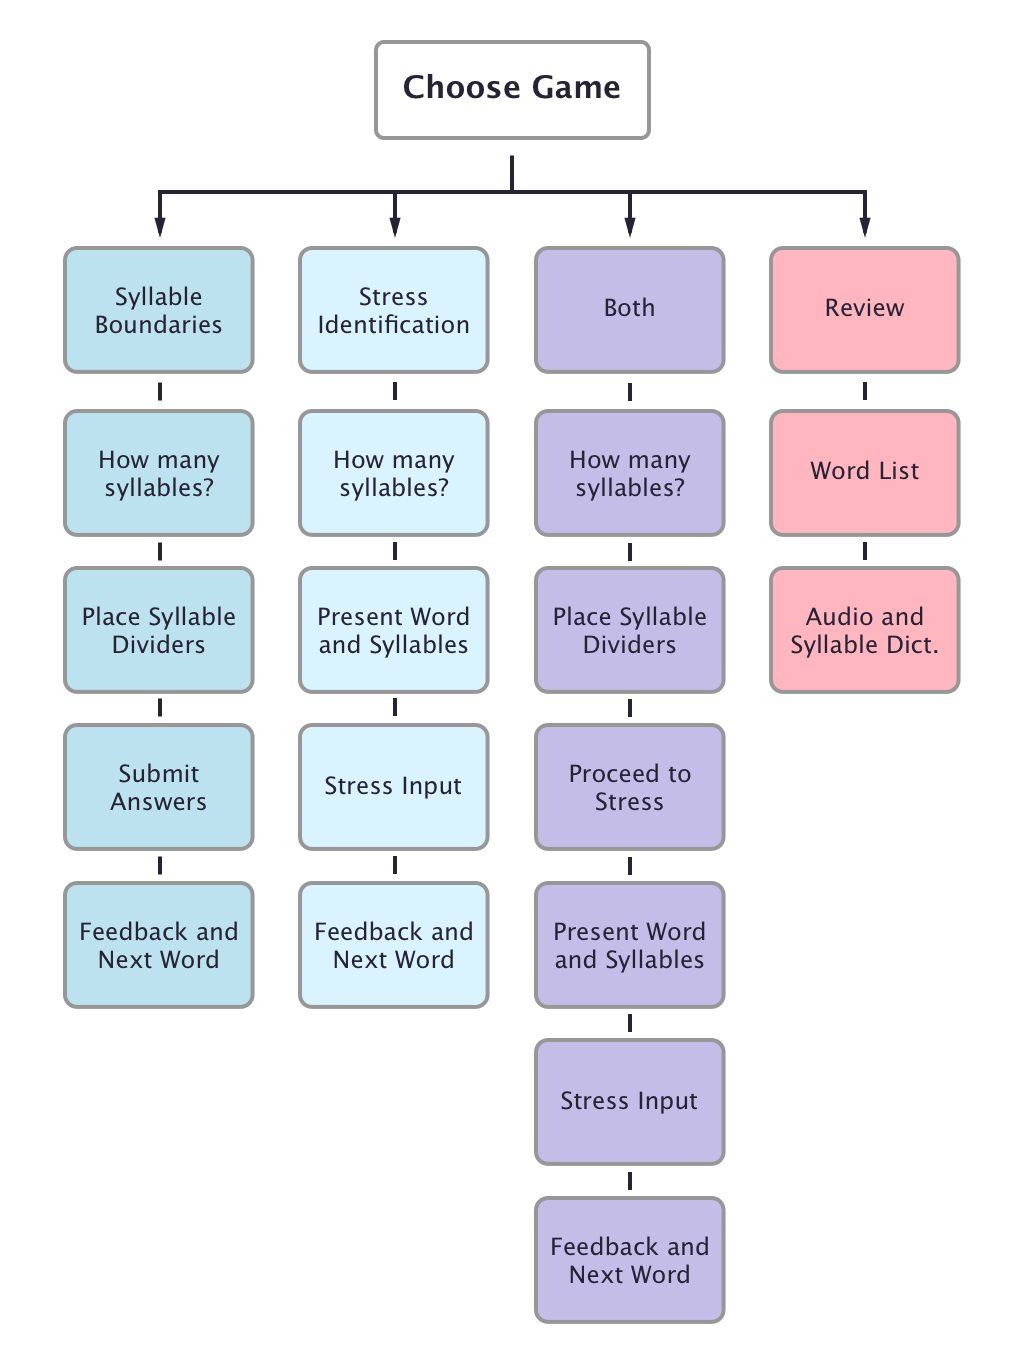 Choose Game
Syllable
Boundaries
Stress
Identification
Both
Review
How many
syllables?
How many
syllables?
How many
syllables?
Word List
Place Syllable
Dividers
Present Word
and Syllables
Place Syllable
Dividers
Audio and
Syllable Dict.
Submit
Answers
Stress Input
Proceed to
Stress
Feedback and
Next Word
Feedback and
Next Word
Present Word
and Syllables
Stress Input
Feedback and
Next Word